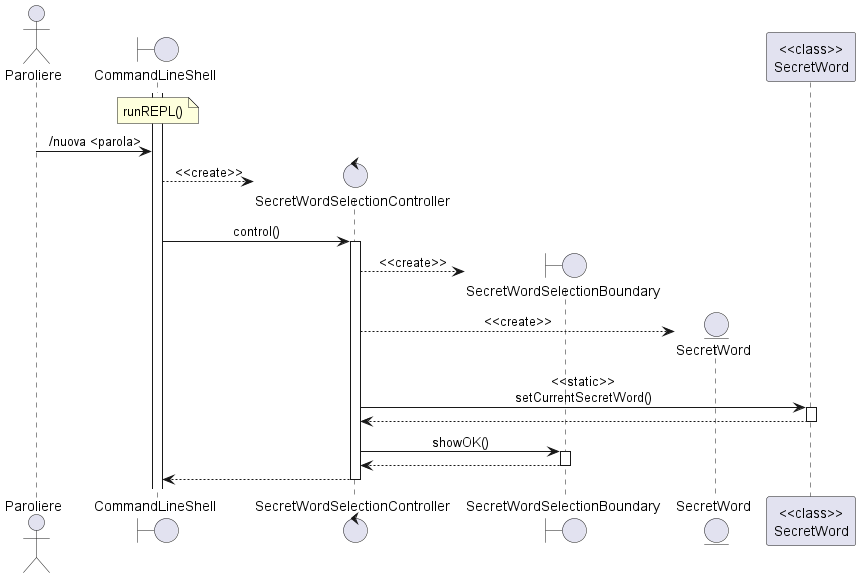 Paroliere
CommandLineShell
<<class>>
SecretWord
runREPL()
/nuova <parola>
<<create>>
SecretWordSelectionController
control()
<<create>>
SecretWordSelectionBoundary
<<create>>
SecretWord
<<static>>
setCurrentSecretWord()
showOK()
Paroliere
CommandLineShell
SecretWordSelectionController
SecretWordSelectionBoundary
SecretWord
<<class>>
SecretWord